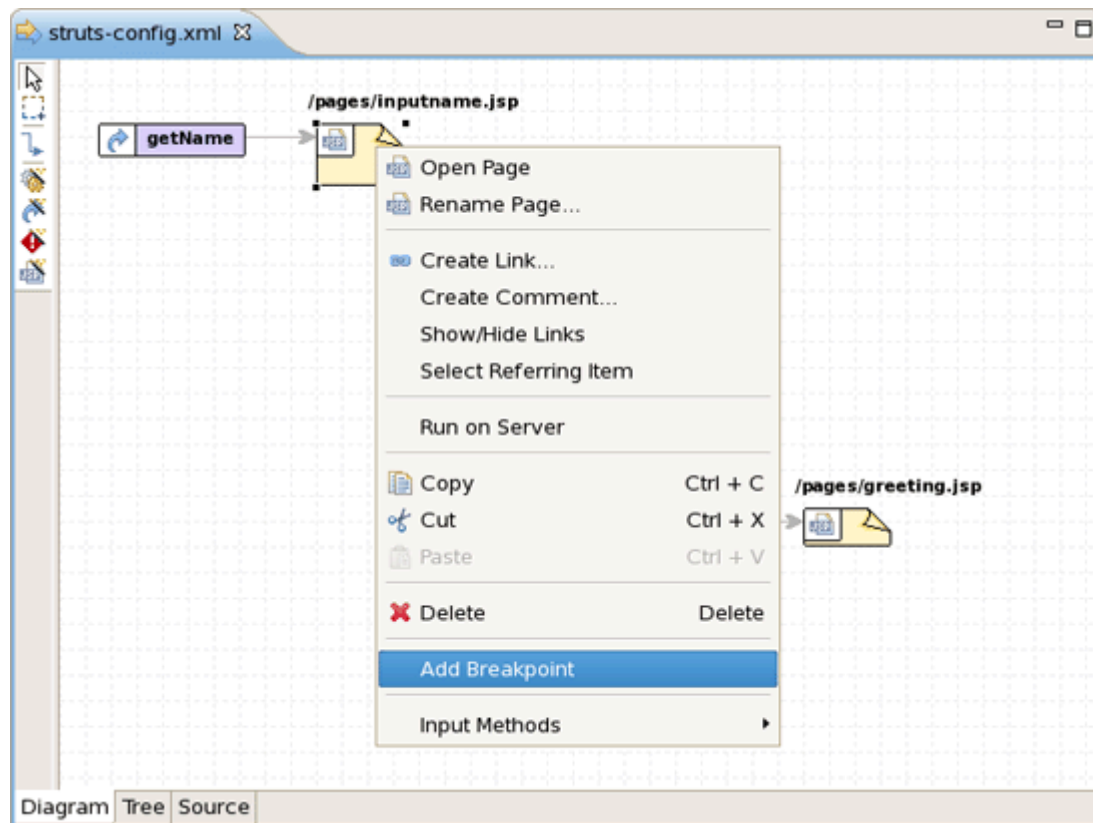 struts-config.xml
/pages/inputname.jsp
getName
Open Page
Rename Page...
Create Link...
Create Comment...
Show/Hide Links
Select Referring Item
Run on Server
Copy Ctrl + C
/pages/greeting.jsp
Cut Ctrl + X
Paste Ctrl + V
Delete Delete
Add Breakpoint
Input Methods
Diagram Tree Source